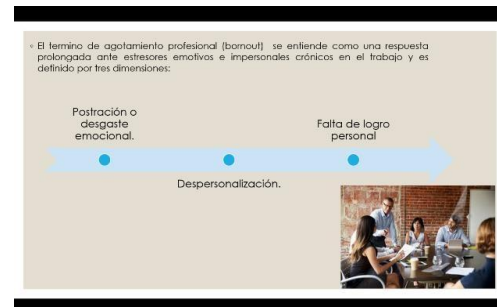 ◦ El termino de agotamiento profesional (bornout) se entiende como una respuesta
prolongada ante estresores emotivos e impersonales crónicos en el trabajo y es
definido por tres dimensiones:
Postración o
desgaste
emocional.
Despersonalización.
Falta de logro
personal